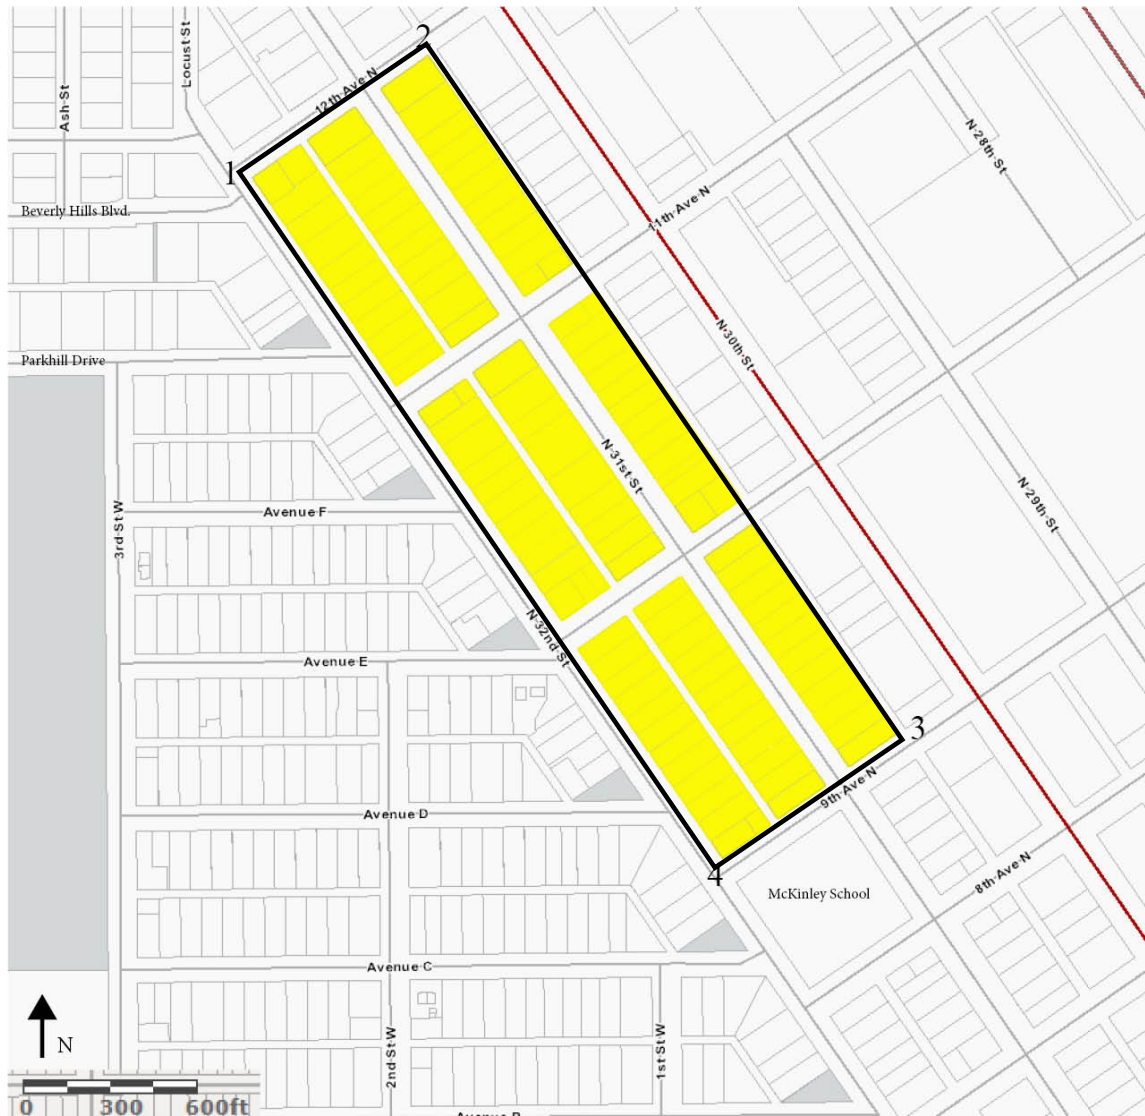 2
Locust St
12th Ave N
Ash St
N 28th St
1
11th Ave N
Beverly Hills Blvd.
N 30th St
Parkhill Drive
N 31st St
N 29th St
3rd St W
Avenue F
N 32nd St
Avenue E
3
9th Ave N
Avenue D
4
8th Ave N
McKinley School
Avenue C
N
2nd St W
1st St W
0 300 600ft